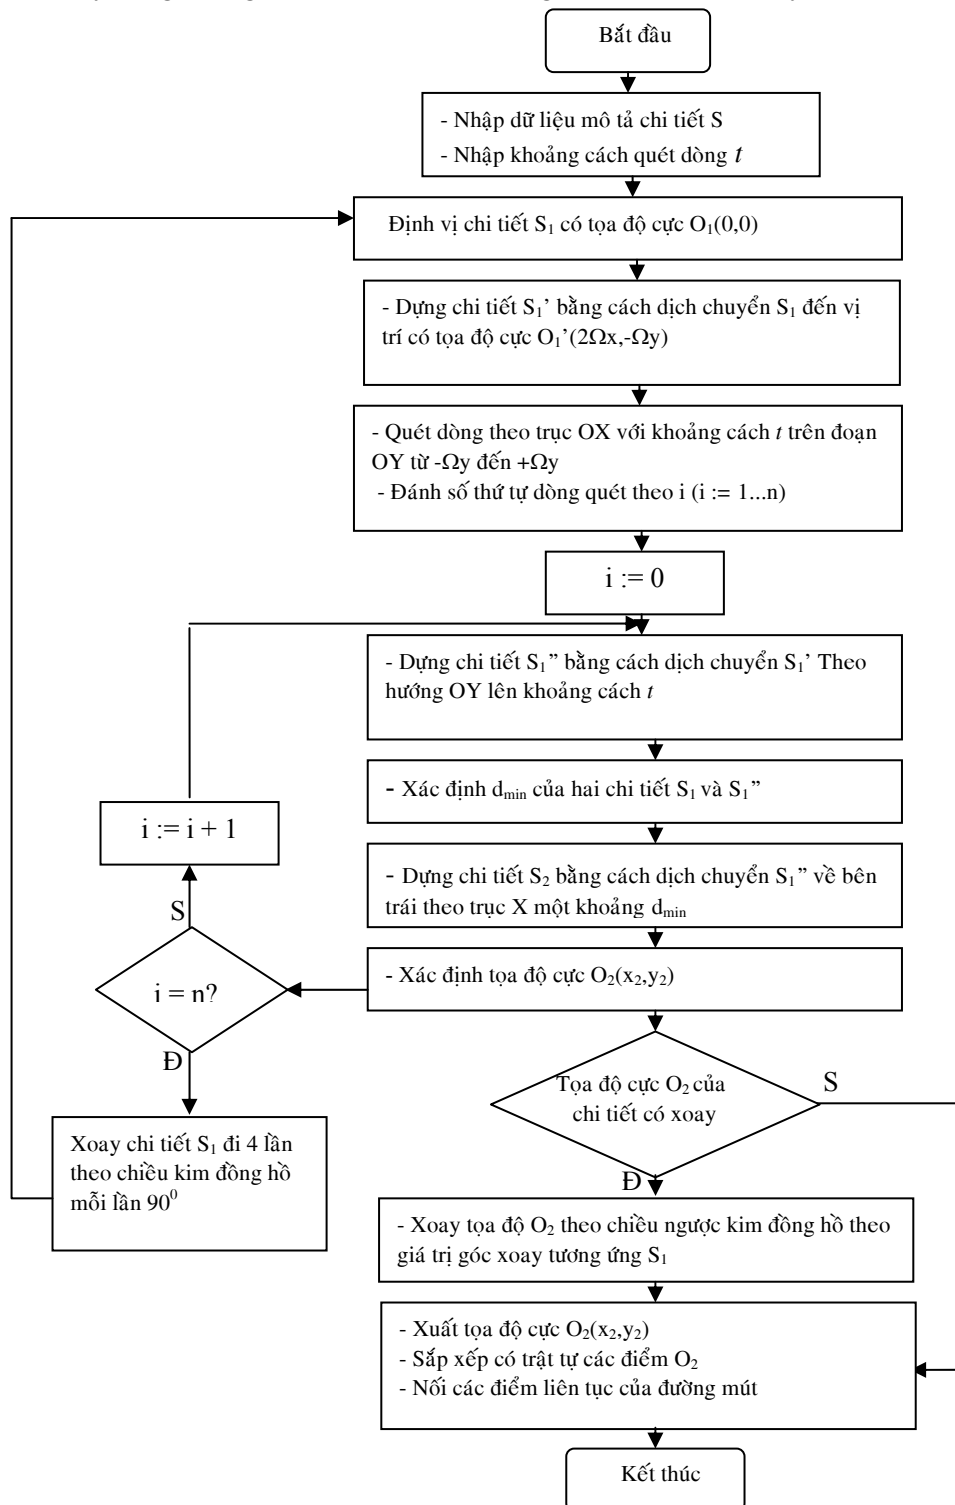 Bắt đầu
- Nhập dữ liệu mô tả chi tiết S
- Nhập khoảng cách quét dòng t
Định vị chi tiết S₁ có tọa độ cực O₁(0,0)
- Dựng chi tiết S₁’ bằng cách dịch chuyển S₁ đến vị
trí có tọa độ cực O₁’(2Ωx,-Ωy)
- Quét dòng theo trục OX với khoảng cách t trên đoạn
OY từ -Ωy đến +Ωy
- Đánh số thứ tự dòng quét theo i (i := 1...n)
i := 0
- Dựng chi tiết S₁” bằng cách dịch chuyển S₁’ Theo
hướng OY lên khoảng cách t
- Xác định dmin của hai chi tiết S₁ và S₁”
i := i + 1
- Dựng chi tiết S₂ bằng cách dịch chuyển S₁” về bên
trái theo trục X một khoảng dmin
S
- Xác định tọa độ cực O₂(x₂,y₂)
i = n?
Đ
Tọa độ cực O₂ của
chi tiết có xoay
S
Đ
Xoay chi tiết S₁ đi 4 lần
theo chiều kim đồng hồ
mỗi lần 90⁰
- Xoay tọa độ O₂ theo chiều ngược kim đồng hồ theo
giá trị góc xoay tương ứng S₁
- Xuất tọa độ cực O₂(x₂,y₂)
- Sắp xếp có trật tự các điểm O₂
- Nối các điểm liên tục của đường mút
Kết thúc